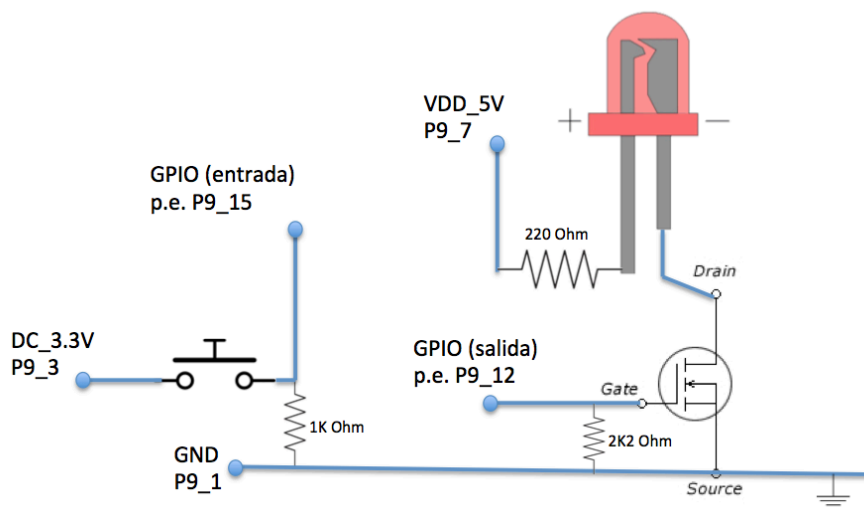 VDD_5V
P9_7
+
−
GPIO (entrada)
p.e. P9_15
220 Ohm
Drain
DC_3.3V
P9_3
GPIO (salida)
p.e. P9_12
Gate
1K Ohm
2K2 Ohm
GND
P9_1
Source